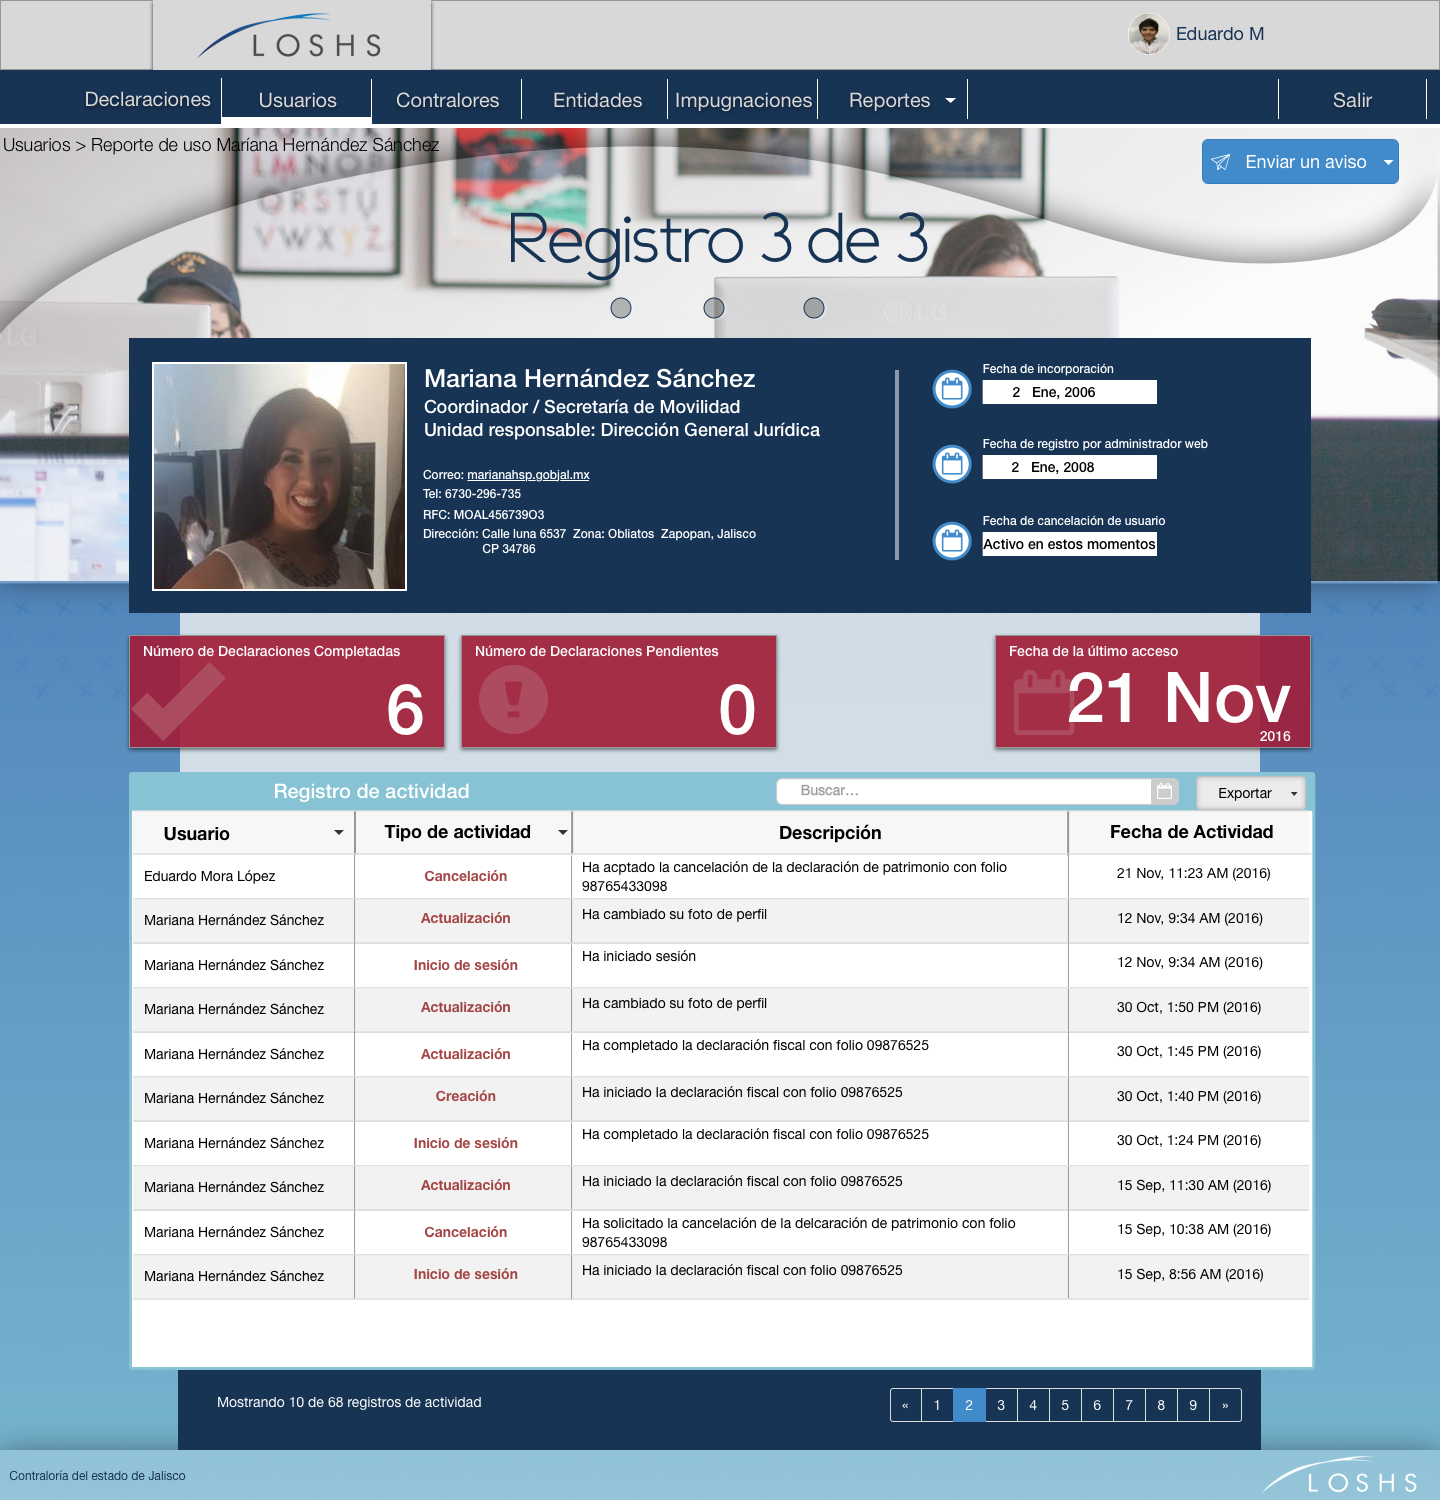 LOSHS
Eduardo M
Declaraciones
Usuarios
Contralores
Entidades
Impugnaciones
Reportes
Salir
Usuarios > Reporte de uso Maríana Hernández Sánchez
Enviar un aviso
LMNOP
QRSTÚ
VWXYZ
Registro 3 de 3
LG
LG
Mariana Hernández Sánchez
Coordinador / Secretaría de Movilidad
Unidad responsable: Dirección General Jurídica
Correo: marianahsp.gobjal.mx
Tel: 6730-296-735
RFC: MOAL456739O3
Dirección: Calle luna 6537 Zona: Obliatos Zapopan, Jalisco
CP 34786
Fecha de incorporación
2 Ene, 2006
Fecha de registro por administrador web
2 Ene, 2008
Fecha de cancelación de usuario
Activo en estos momentos
Número de Declaraciones Completadas
6
Número de Declaraciones Pendientes
0
Fecha de la último acceso
21 Nov
2016
Registro de actividad
Buscar...
Exportar
Usuario Tipo de actividad Descripción Fecha de Actividad
Eduardo Mora López Cancelación Ha acptado la cancelación de la declaración de patrimonio con folio 21 Nov, 11:23 AM (2016)
98765433098
Mariana Hernández Sánchez Actualización Ha cambiado su foto de perfil 12 Nov, 9:34 AM (2016)
Mariana Hernández Sánchez Inicio de sesión Ha iniciado sesión 12 Nov, 9:34 AM (2016)
Mariana Hernández Sánchez Actualización Ha cambiado su foto de perfil 30 Oct, 1:50 PM (2016)
Mariana Hernández Sánchez Actualización Ha completado la declaración fiscal con folio 09876525 30 Oct, 1:45 PM (2016)
Mariana Hernández Sánchez Creación Ha iniciado la declaración fiscal con folio 09876525 30 Oct, 1:40 PM (2016)
Mariana Hernández Sánchez Inicio de sesión Ha completado la declaración fiscal con folio 09876525 30 Oct, 1:24 PM (2016)
Mariana Hernández Sánchez Actualización Ha iniciado la declaración fiscal con folio 09876525 15 Sep, 11:30 AM (2016)
Mariana Hernández Sánchez Cancelación Ha solicitado la cancelación de la delcaración de patrimonio con folio 15 Sep, 10:38 AM (2016)
98765433098
Mariana Hernández Sánchez Inicio de sesión Ha iniciado la declaración fiscal con folio 09876525 15 Sep, 8:56 AM (2016)
Mostrando 10 de 68 registros de actividad
« 1 2 3 4 5 6 7 8 9 »
Contraloría del estado de Jalisco
LOSHS